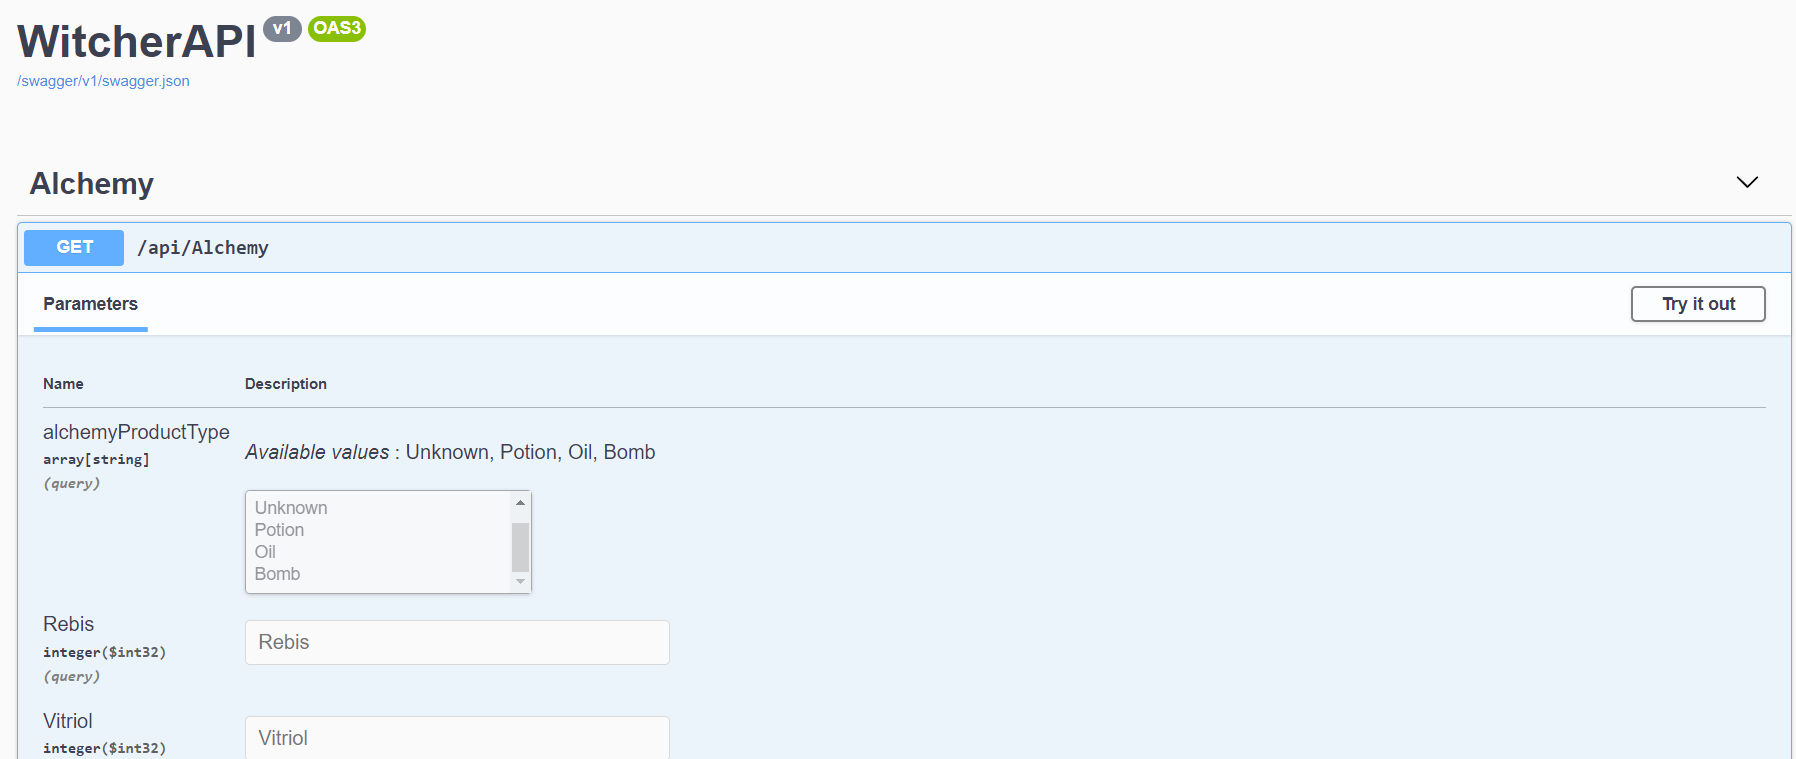 WitcherAPI v1 OAS3
/swagger/v1/swagger.json
Alchemy
GET /api/Alchemy
Parameters Try it out
Name Description
alchemyProductType
array[string]
(query)
Available values : Unknown, Potion, Oil, Bomb
Unknown
Potion
Oil
Bomb
Rebis
integer($int32)
(query)
Rebis
Vitriol
integer($int32)
Vitriol